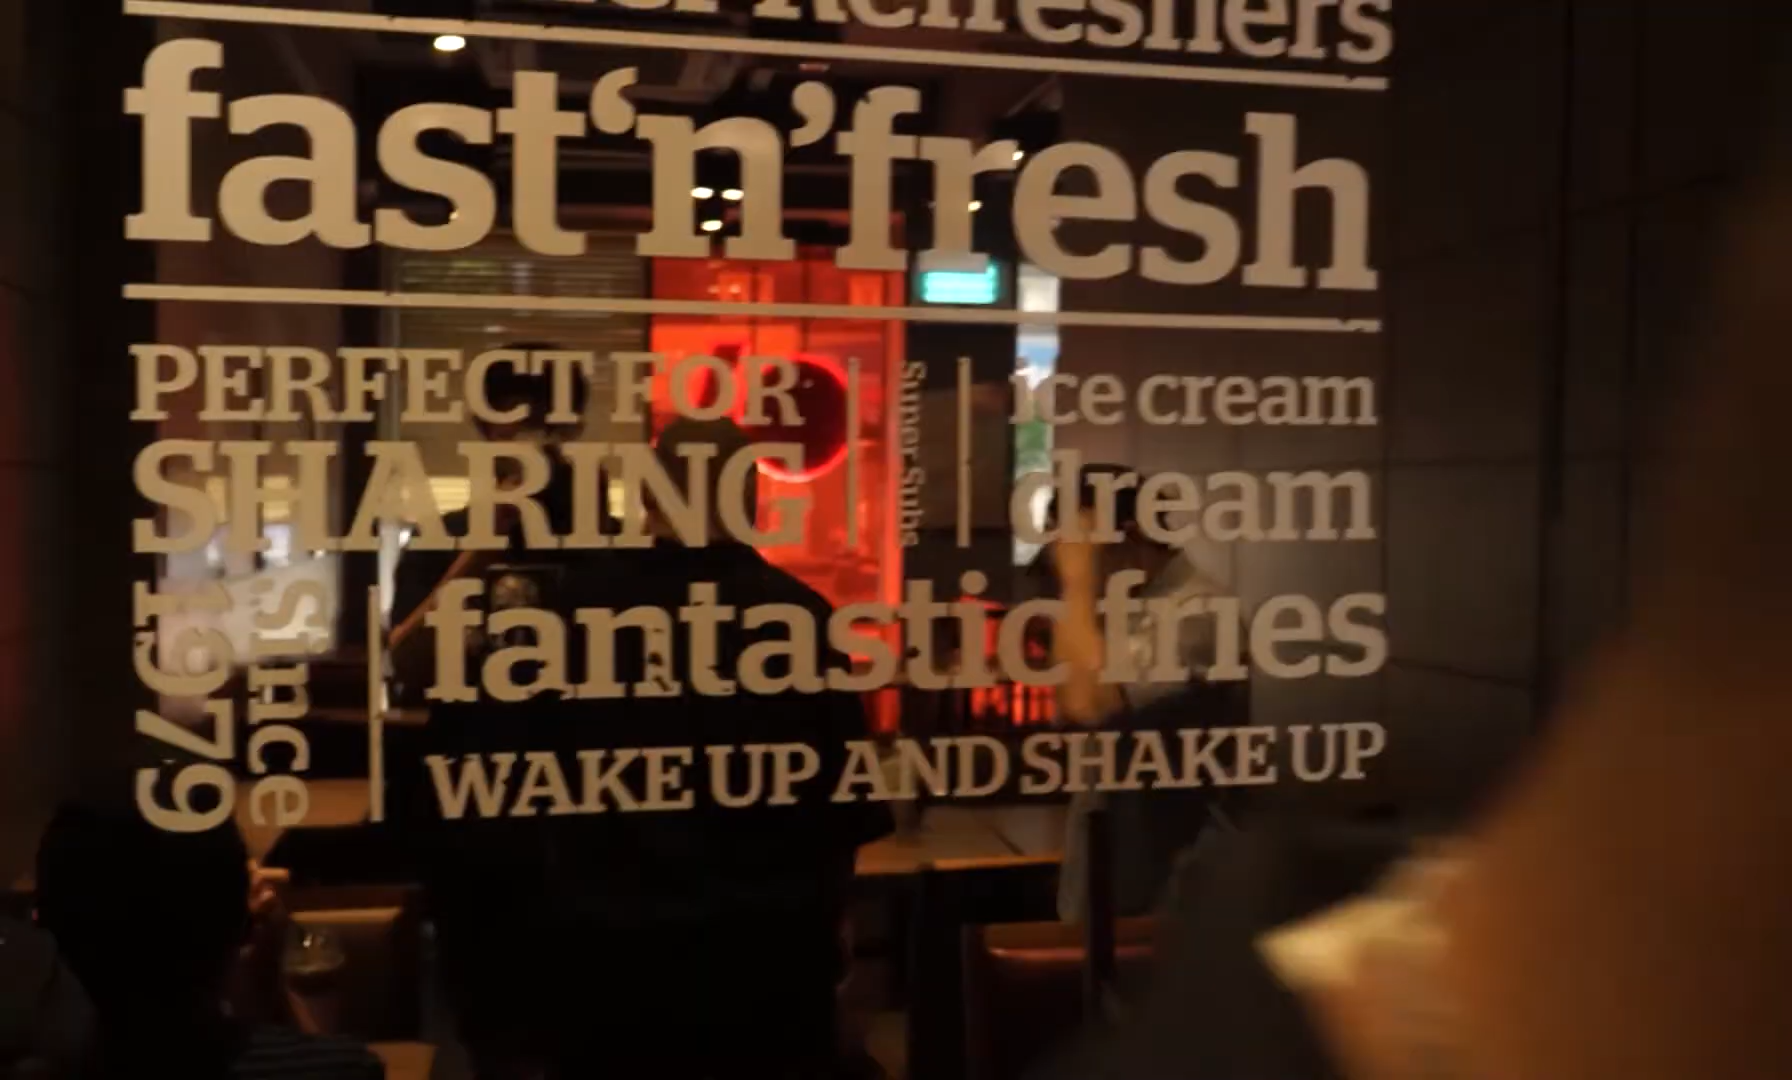 Refreshers
fast‘n’fresh
PERFECT FOR
SHARING
Super Subs
ice cream
dream
since
1979
fantastic fries
WAKE UP AND SHAKE UP